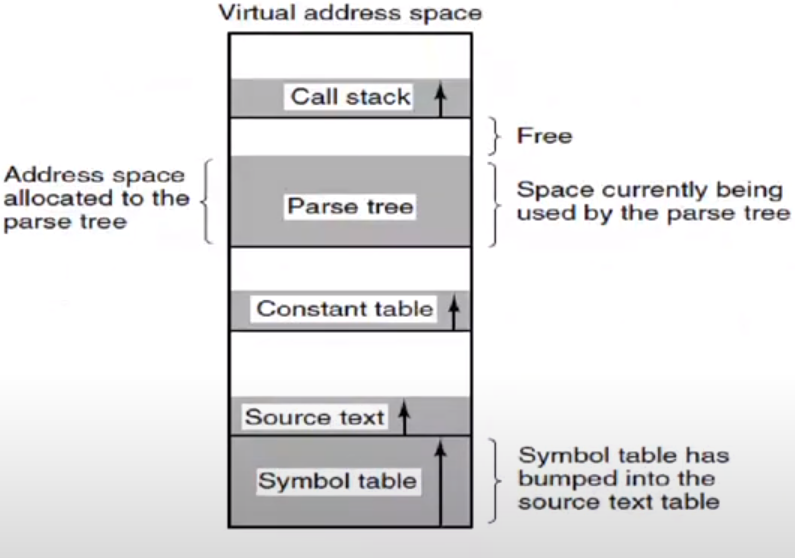 Virtual address space
Call stack
Free
Address space
allocated to the
parse tree
Parse tree
Space currently being
used by the parse tree
Constant table
Source text
Symbol table
Symbol table has
bumped into the
source text table